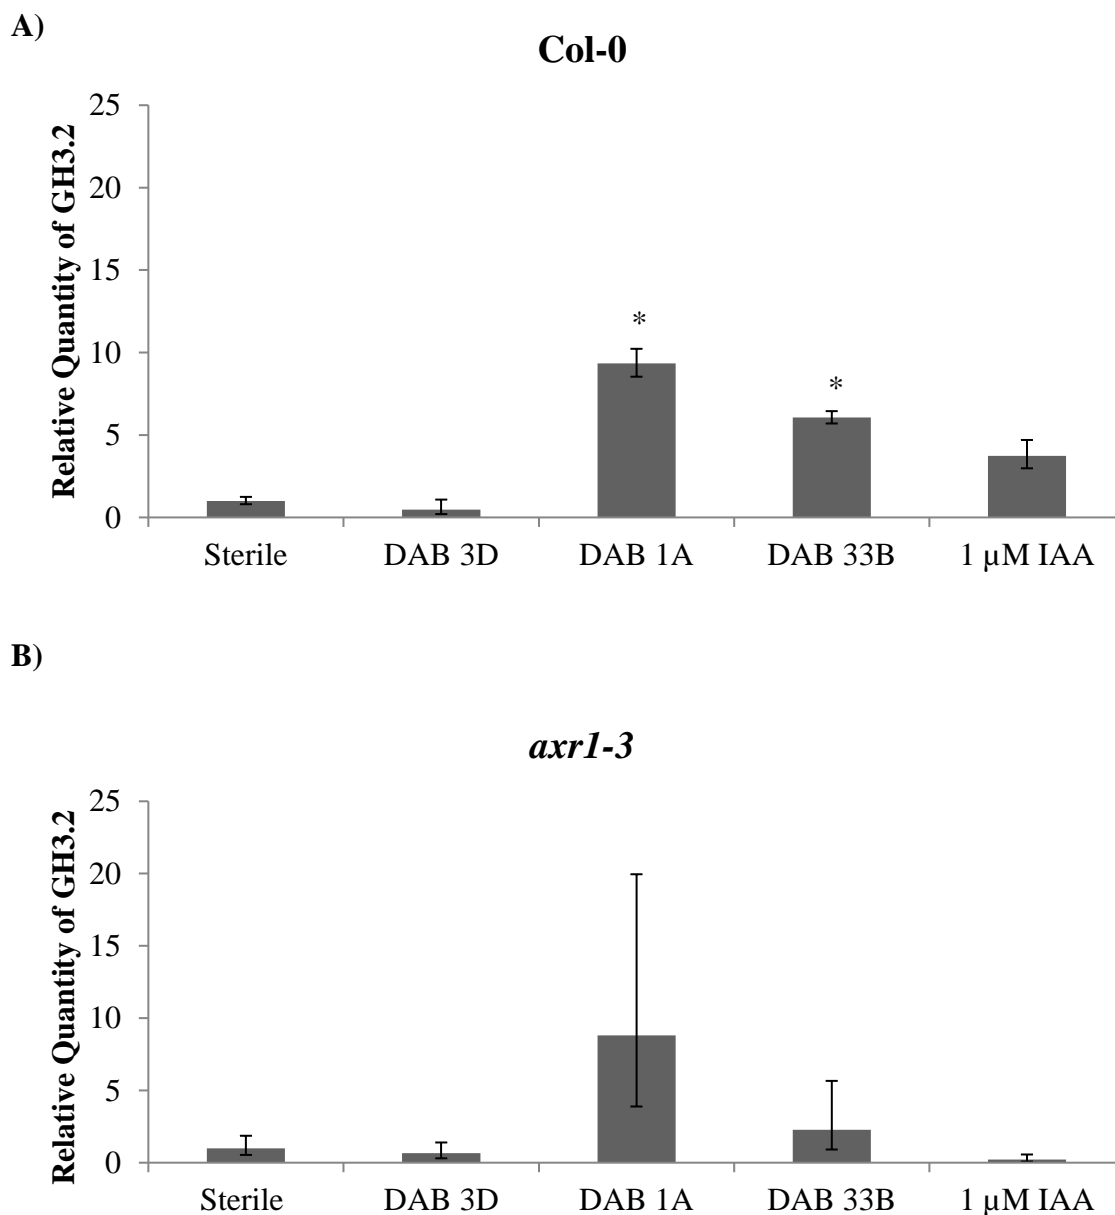 A)
Col-0
Relative Quantity of GH3.2
25
20
15
10
5
0
*
*
Sterile DAB 3D DAB 1A DAB 33B 1 µM IAA
B)
axr1-3
Relative Quantity of GH3.2
25
20
15
10
5
0
Sterile DAB 3D DAB 1A DAB 33B 1 µM IAA